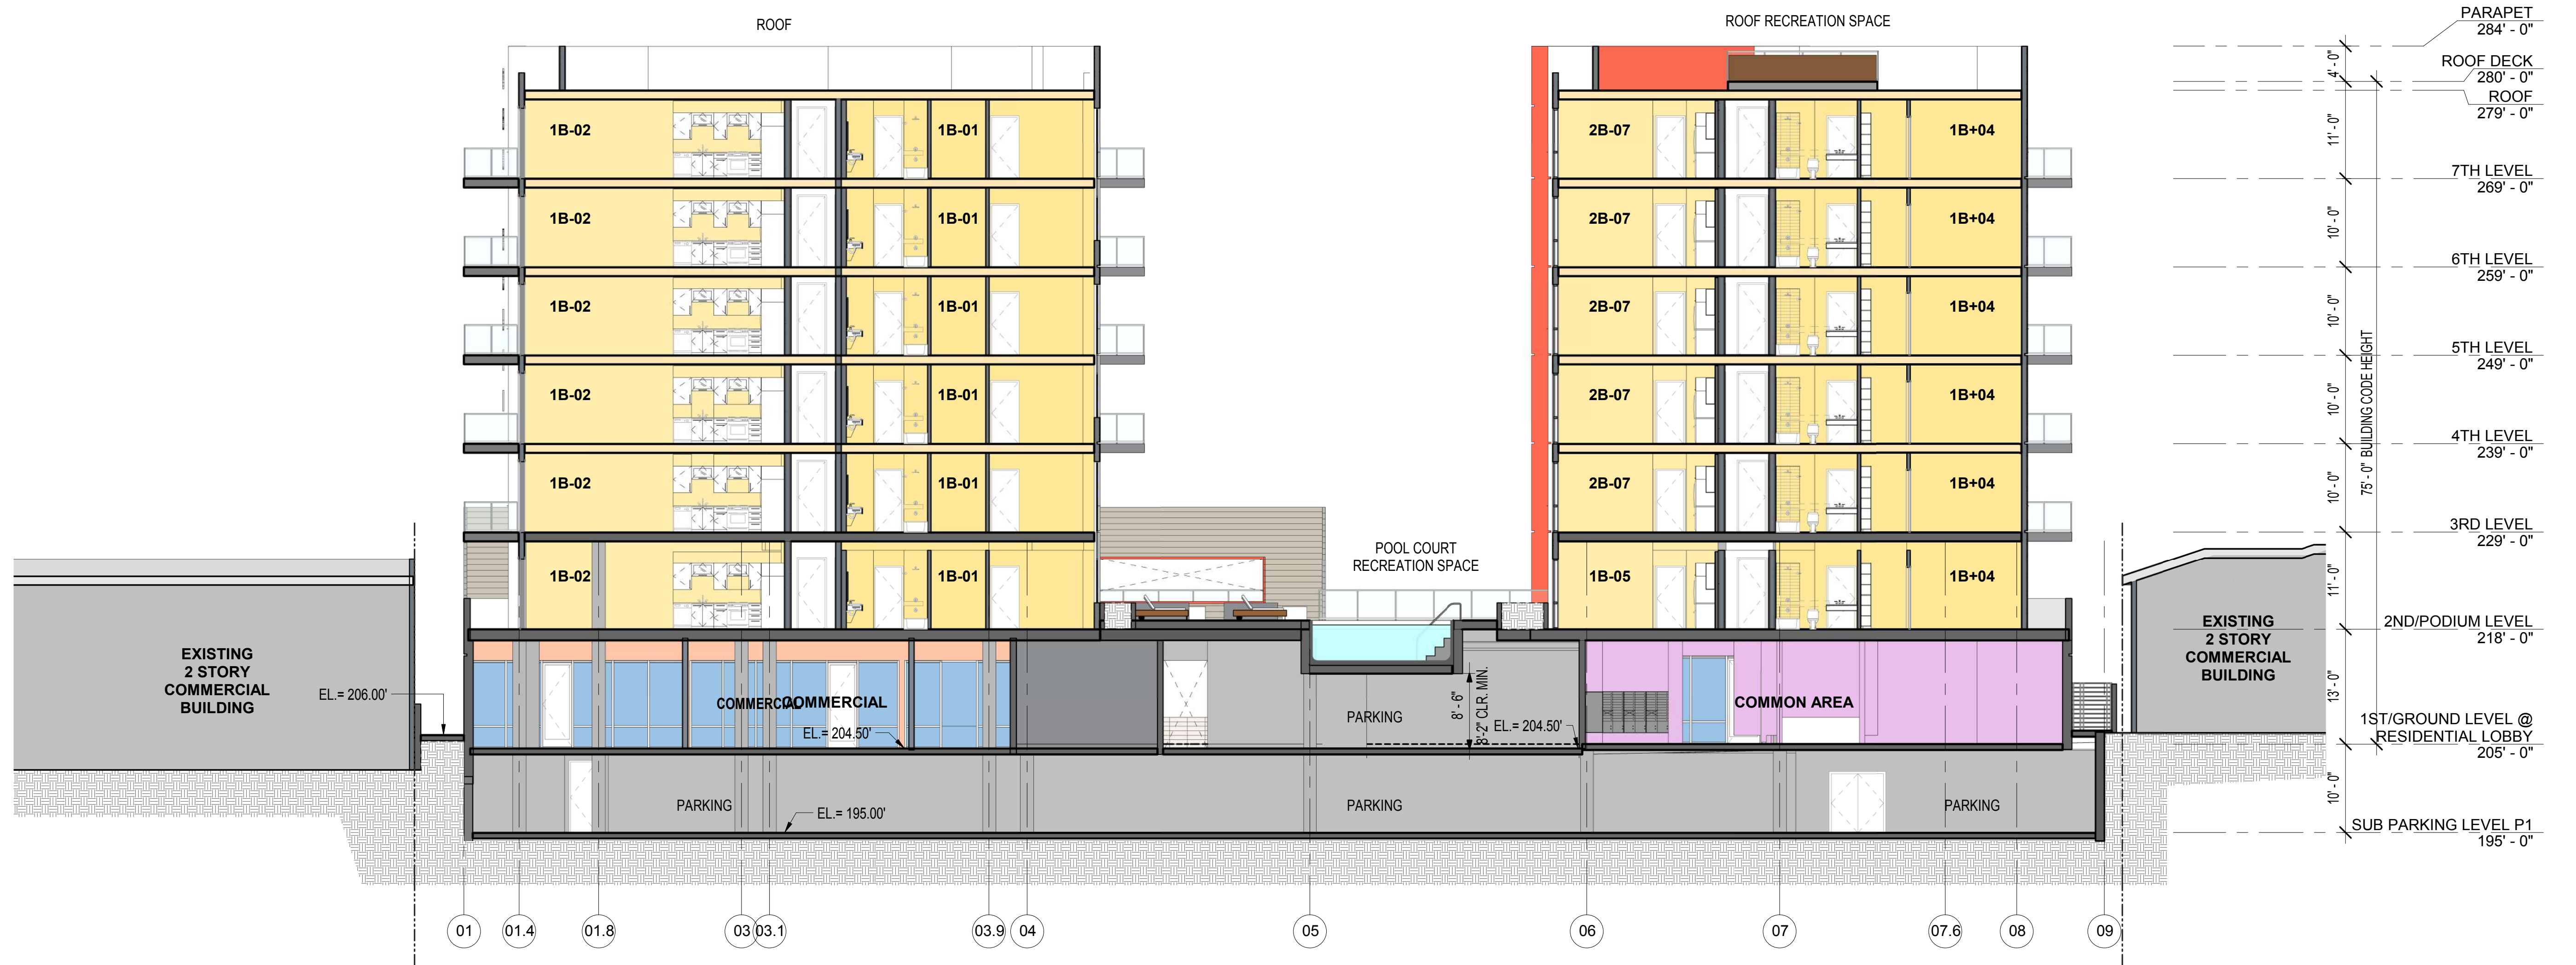 ROOF
ROOF RECREATION SPACE
PARAPET
284' - 0"
4' - 0"
ROOF DECK
280' - 0"
ROOF
279' - 0"
1B-02
1B-01
2B-07
1B+04
11' - 0"
7TH LEVEL
269' - 0"
1B-02
1B-01
2B-07
1B+04
10' - 0"
6TH LEVEL
259' - 0"
1B-02
1B-01
2B-07
1B+04
10' - 0"
5TH LEVEL
249' - 0"
75' - 0" BUILDING CODE HEIGHT
1B-02
1B-01
2B-07
1B+04
10' - 0"
4TH LEVEL
239' - 0"
1B-02
1B-01
2B-07
1B+04
10' - 0"
3RD LEVEL
229' - 0"
POOL COURT
RECREATION SPACE
1B-02
1B-01
1B-05
1B+04
11' - 0"
2ND/PODIUM LEVEL
218' - 0"
EXISTING
2 STORY
COMMERCIAL
BUILDING
EL.= 206.00'
COMMERCIAL
COMMERCIAL
EL.= 204.50'
PARKING
8' - 6"
8'-2" CLR. MIN.
EL.= 204.50'
COMMON AREA
EXISTING
2 STORY
COMMERCIAL
BUILDING
13' - 0"
1ST/GROUND LEVEL @
RESIDENTIAL LOBBY
205' - 0"
PARKING
EL.= 195.00'
PARKING
PARKING
10' - 0"
SUB PARKING LEVEL P1
195' - 0"
01
01.4
01.8
03
03.1
03.9
04
05
06
07
07.6
08
09